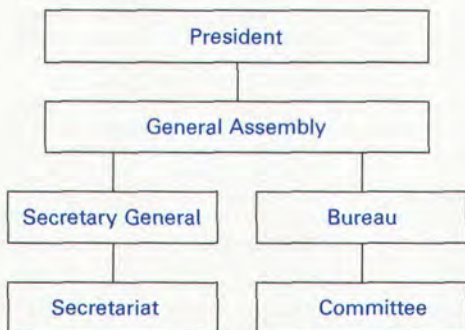 President
General Assembly
Secretary General
Bureau
Secretariat
Committee